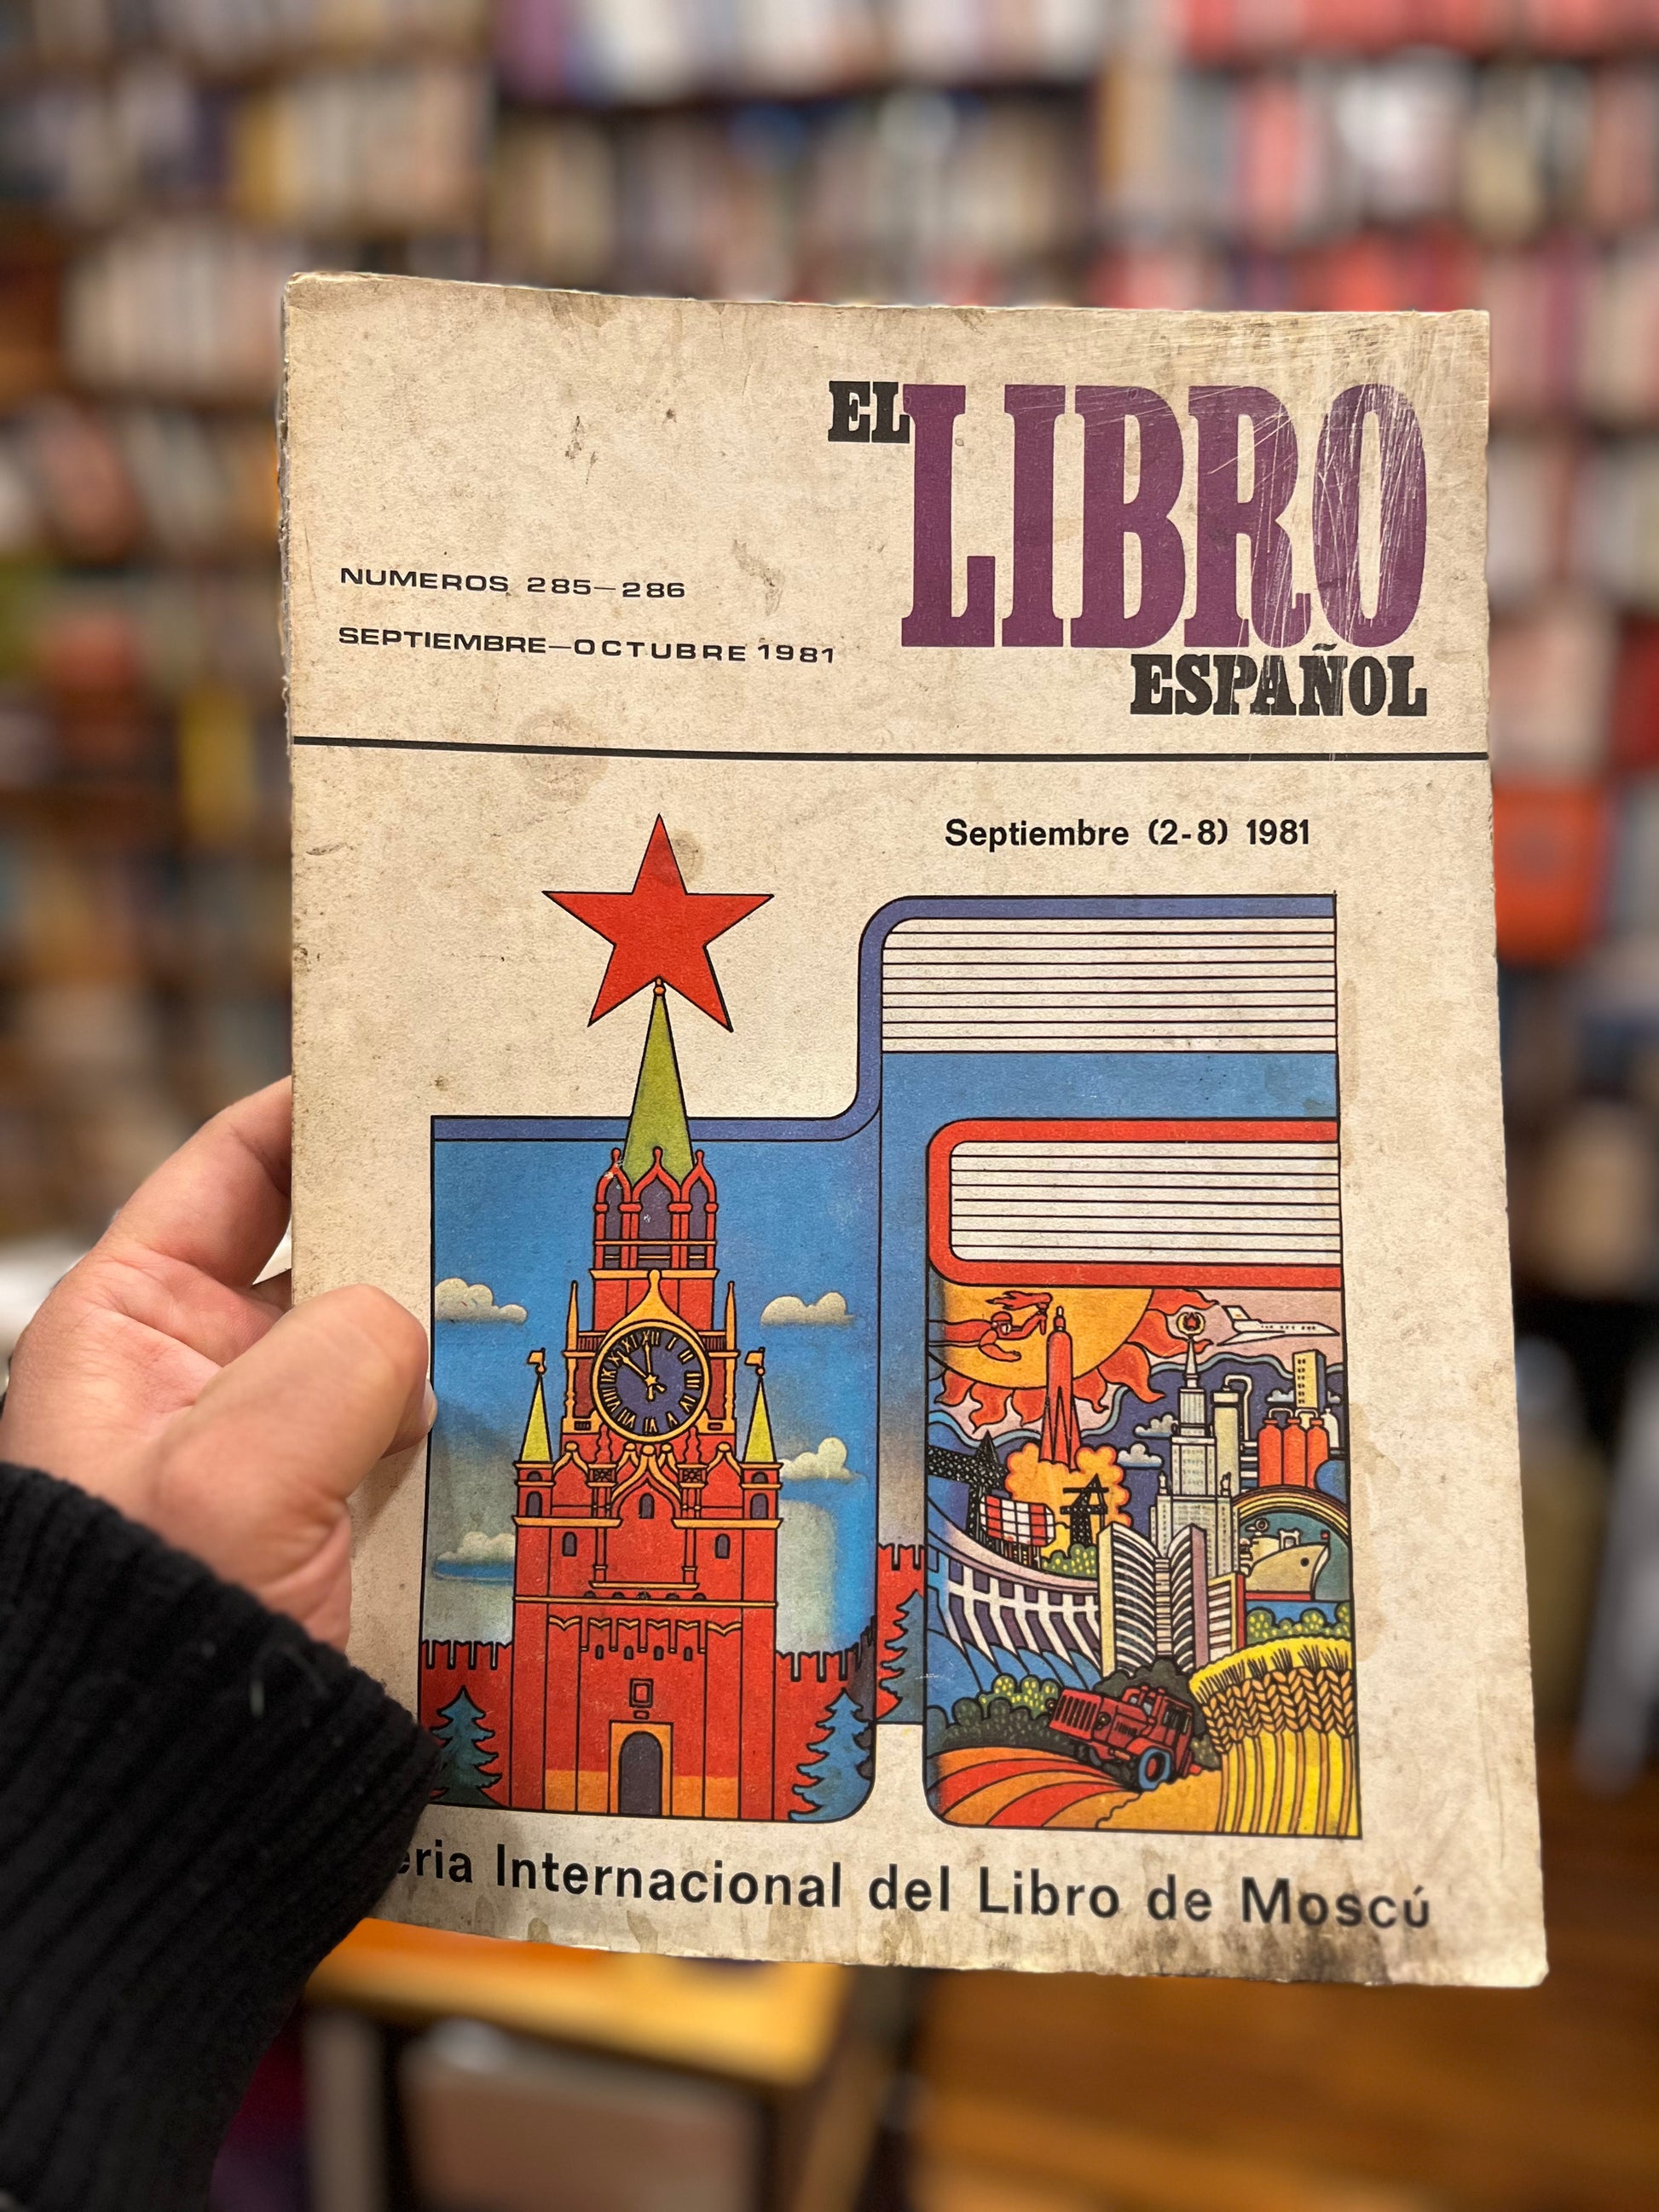 EL
LIBRO
ESPAÑOL
NUMEROS 285—286
SEPTIEMBRE—OCTUBRE 1981
Septiembre (2-8) 1981
eria Internacional del Libro de Moscú